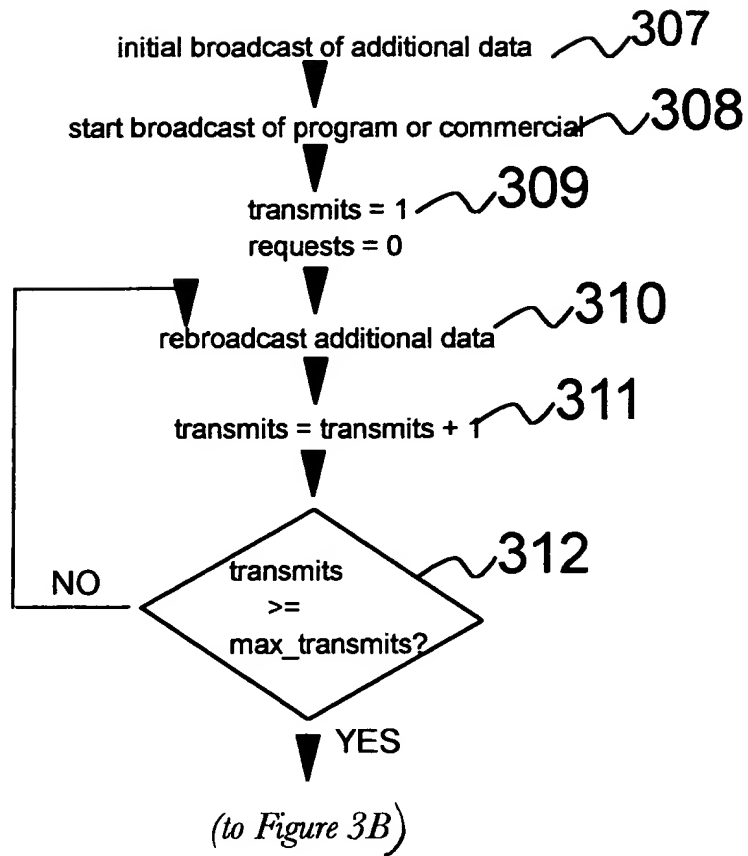 initial broadcast of additional data 307
start broadcast of program or commercial 308
transmits = 1 309
requests = 0
rebroadcast additional data 310
transmits = transmits + 1 311
transmits 312
>=
max_transmits?
NO
YES
(to Figure 3B)